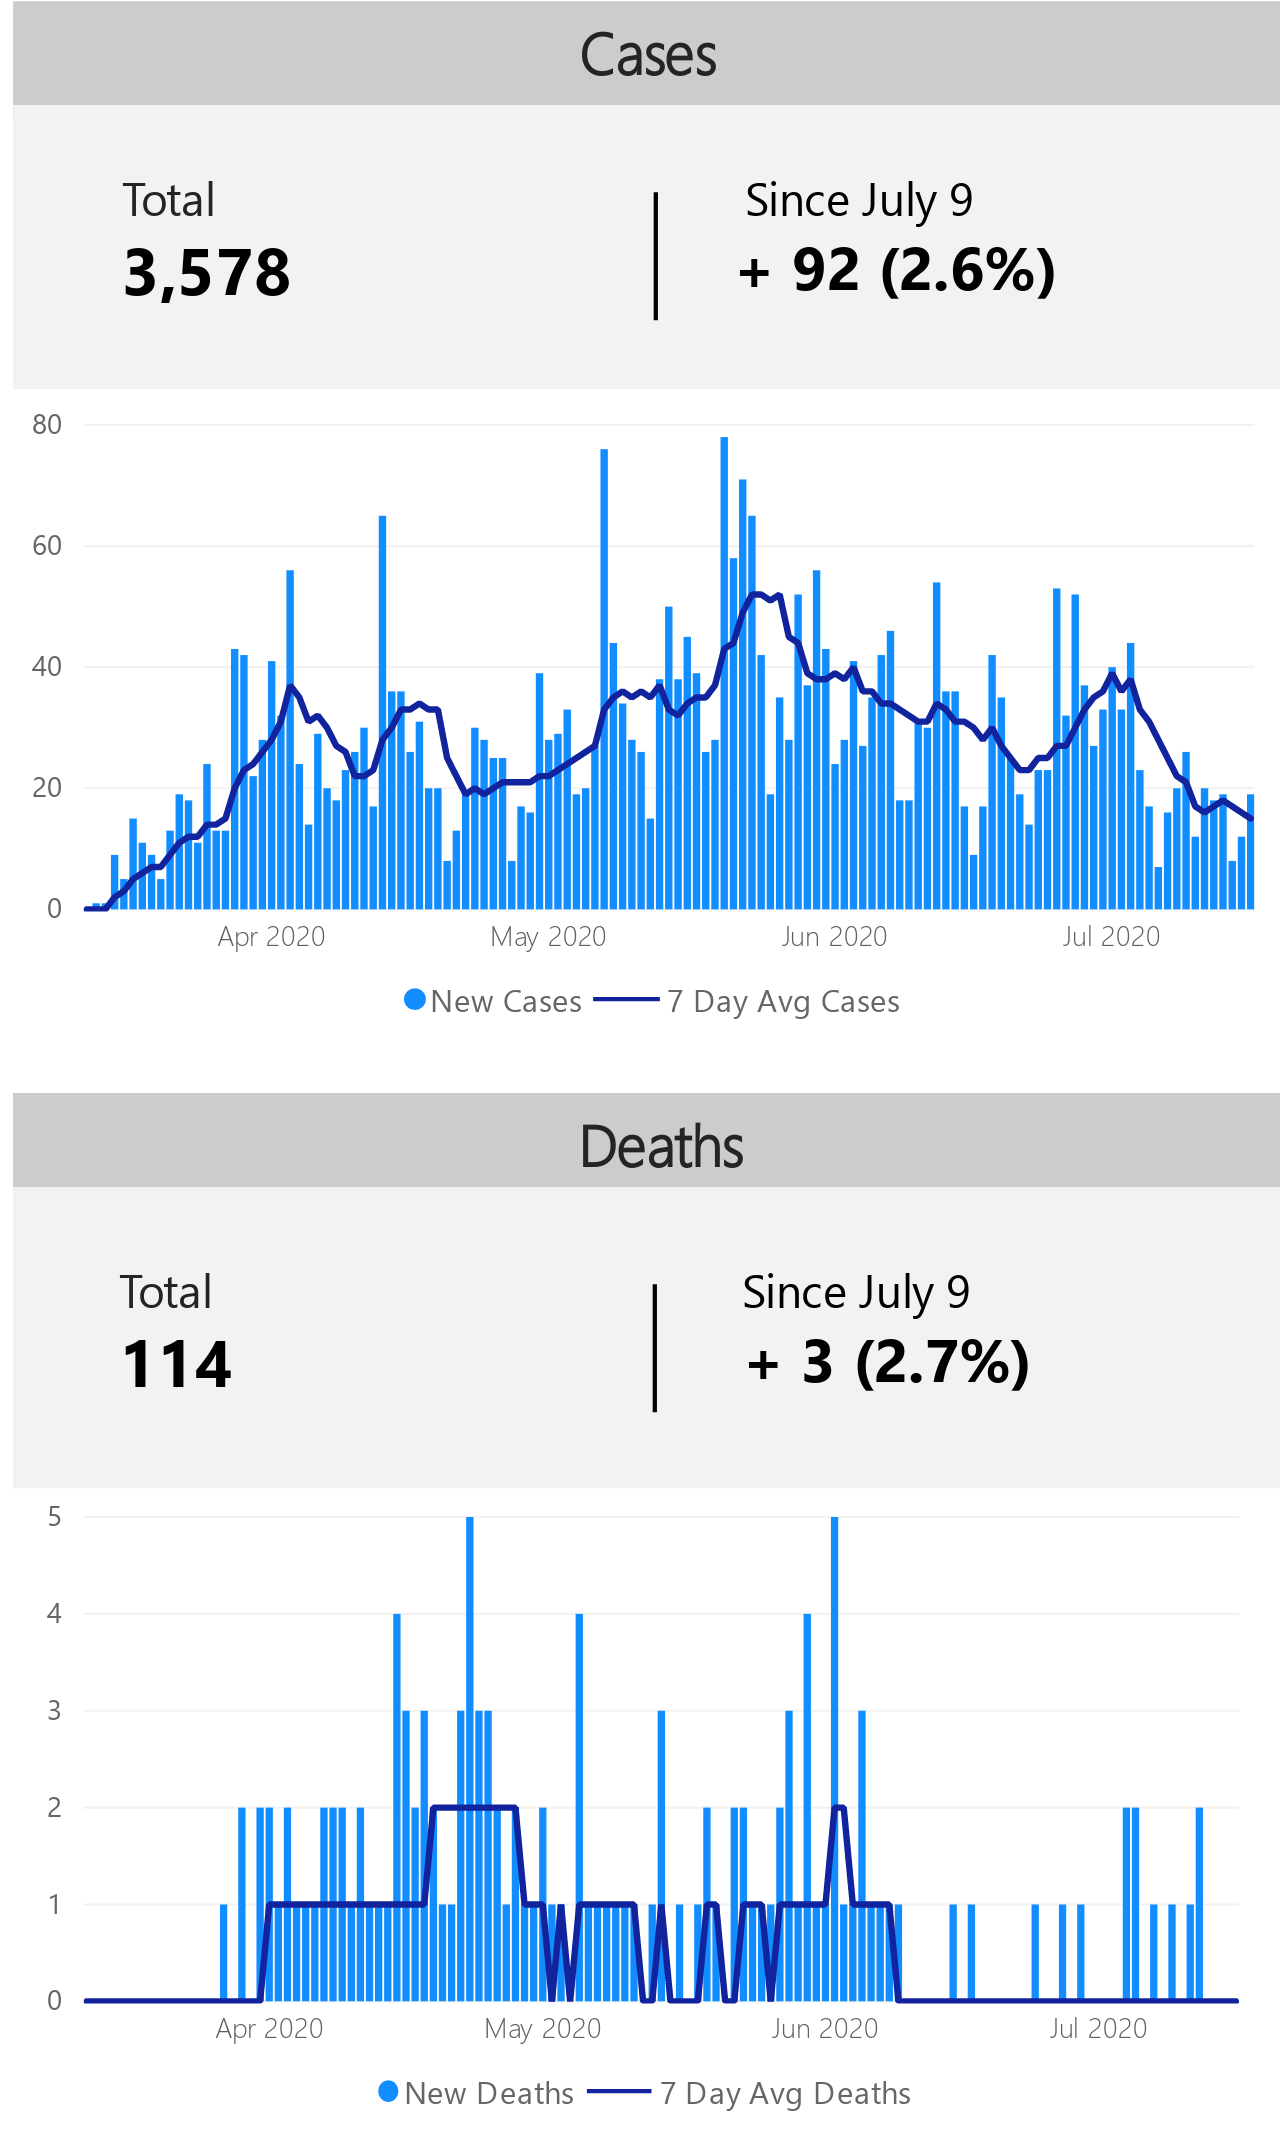 Cases
Total
Since July 9
3,578
+ 92 (2.6%)
80
60
40
20
0
Apr 2020
May 2020
Jun 2020
Jul 2020
New Cases
7 Day Avg Cases
Deaths
Total
Since July 9
114
+ 3 (2.7%)
5
4
3
2
1
0
Apr 2020
May 2020
Jun 2020
Jul 2020
New Deaths
7 Day Avg Deaths